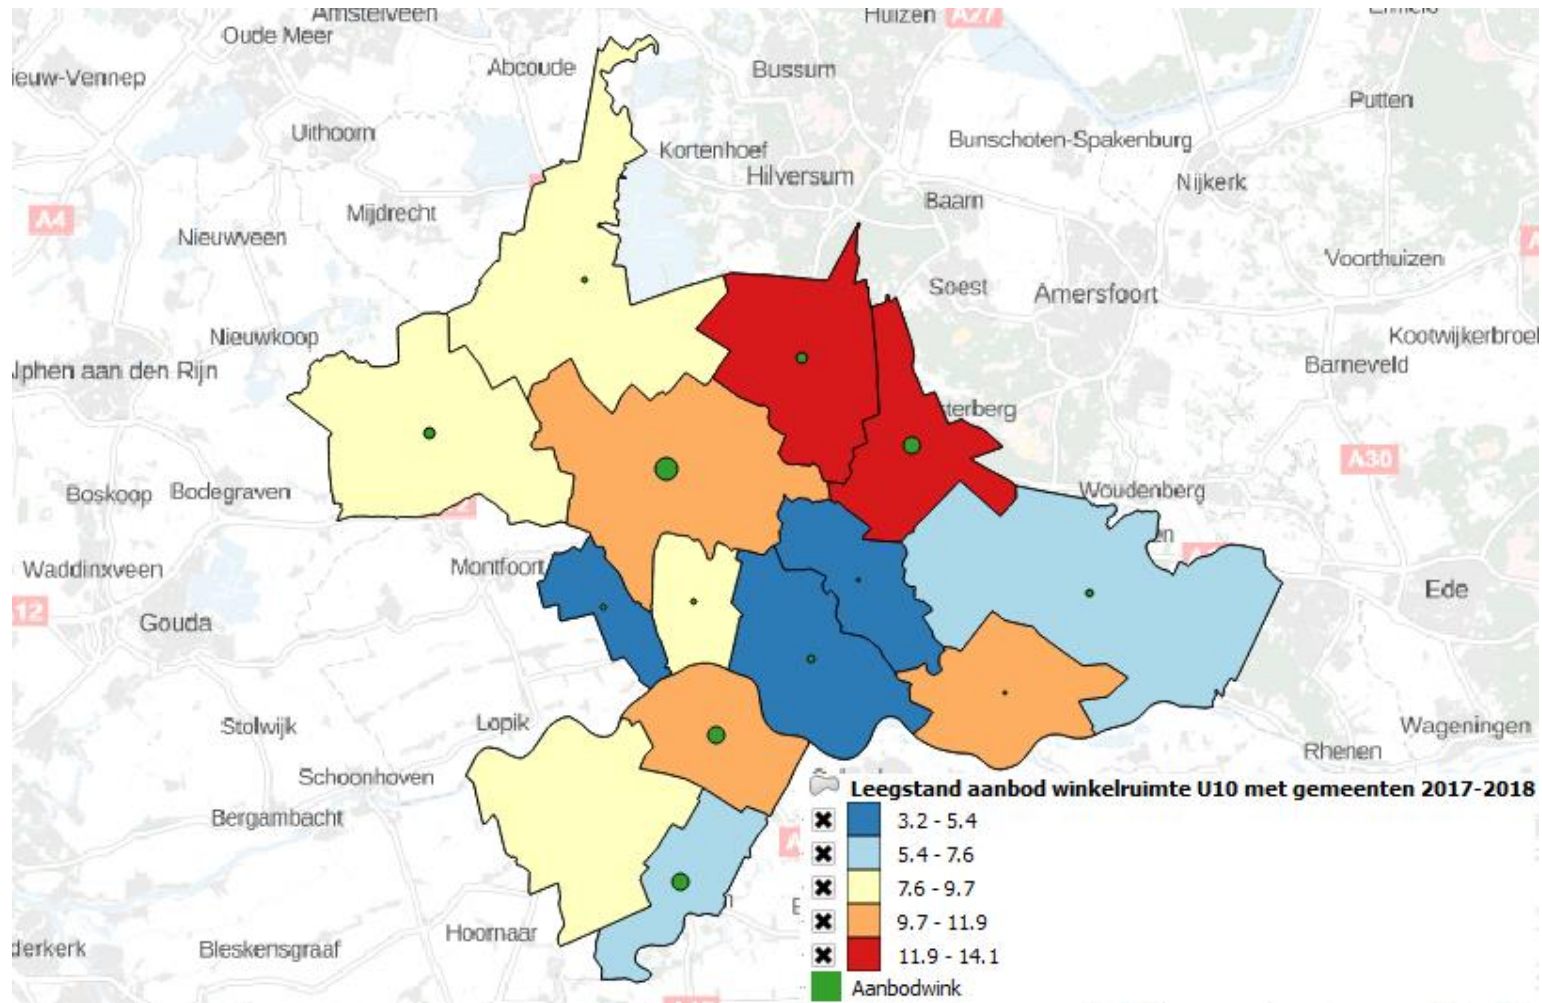 Amstelveen
Huizen A27
Oude Meer
Abcoude
Bussum
ieuw-Vennep
Putten
Uithoorn
Bunschoten-Spakenburg
Kortenhoef
Hilversum
Nijkerk
Baarn
A4
Mijdrecht
Nieuwveen
Voorthuizen
Soest
Amersfoort
Nieuwkoop
Kootwijkerbroel
Barneveld
lphen aan den Rijn
sterberg
A30
Boskoop
Bodegraven
Woudenberg
en
Waddinxveen
Montfoort
Ede
12
Gouda
Stolwijk
Lopik
Wageningen
Rhenen
Schoonhoven
Leegstand aanbod winkelruimte U10 met gemeenten 2017-2018
Bergambacht
3.2 - 5.4
5.4 - 7.6
7.6 - 9.7
9.7 - 11.9
Hoornaar
derkerk
Bleskensgraaf
11.9 - 14.1
Aanbodwink